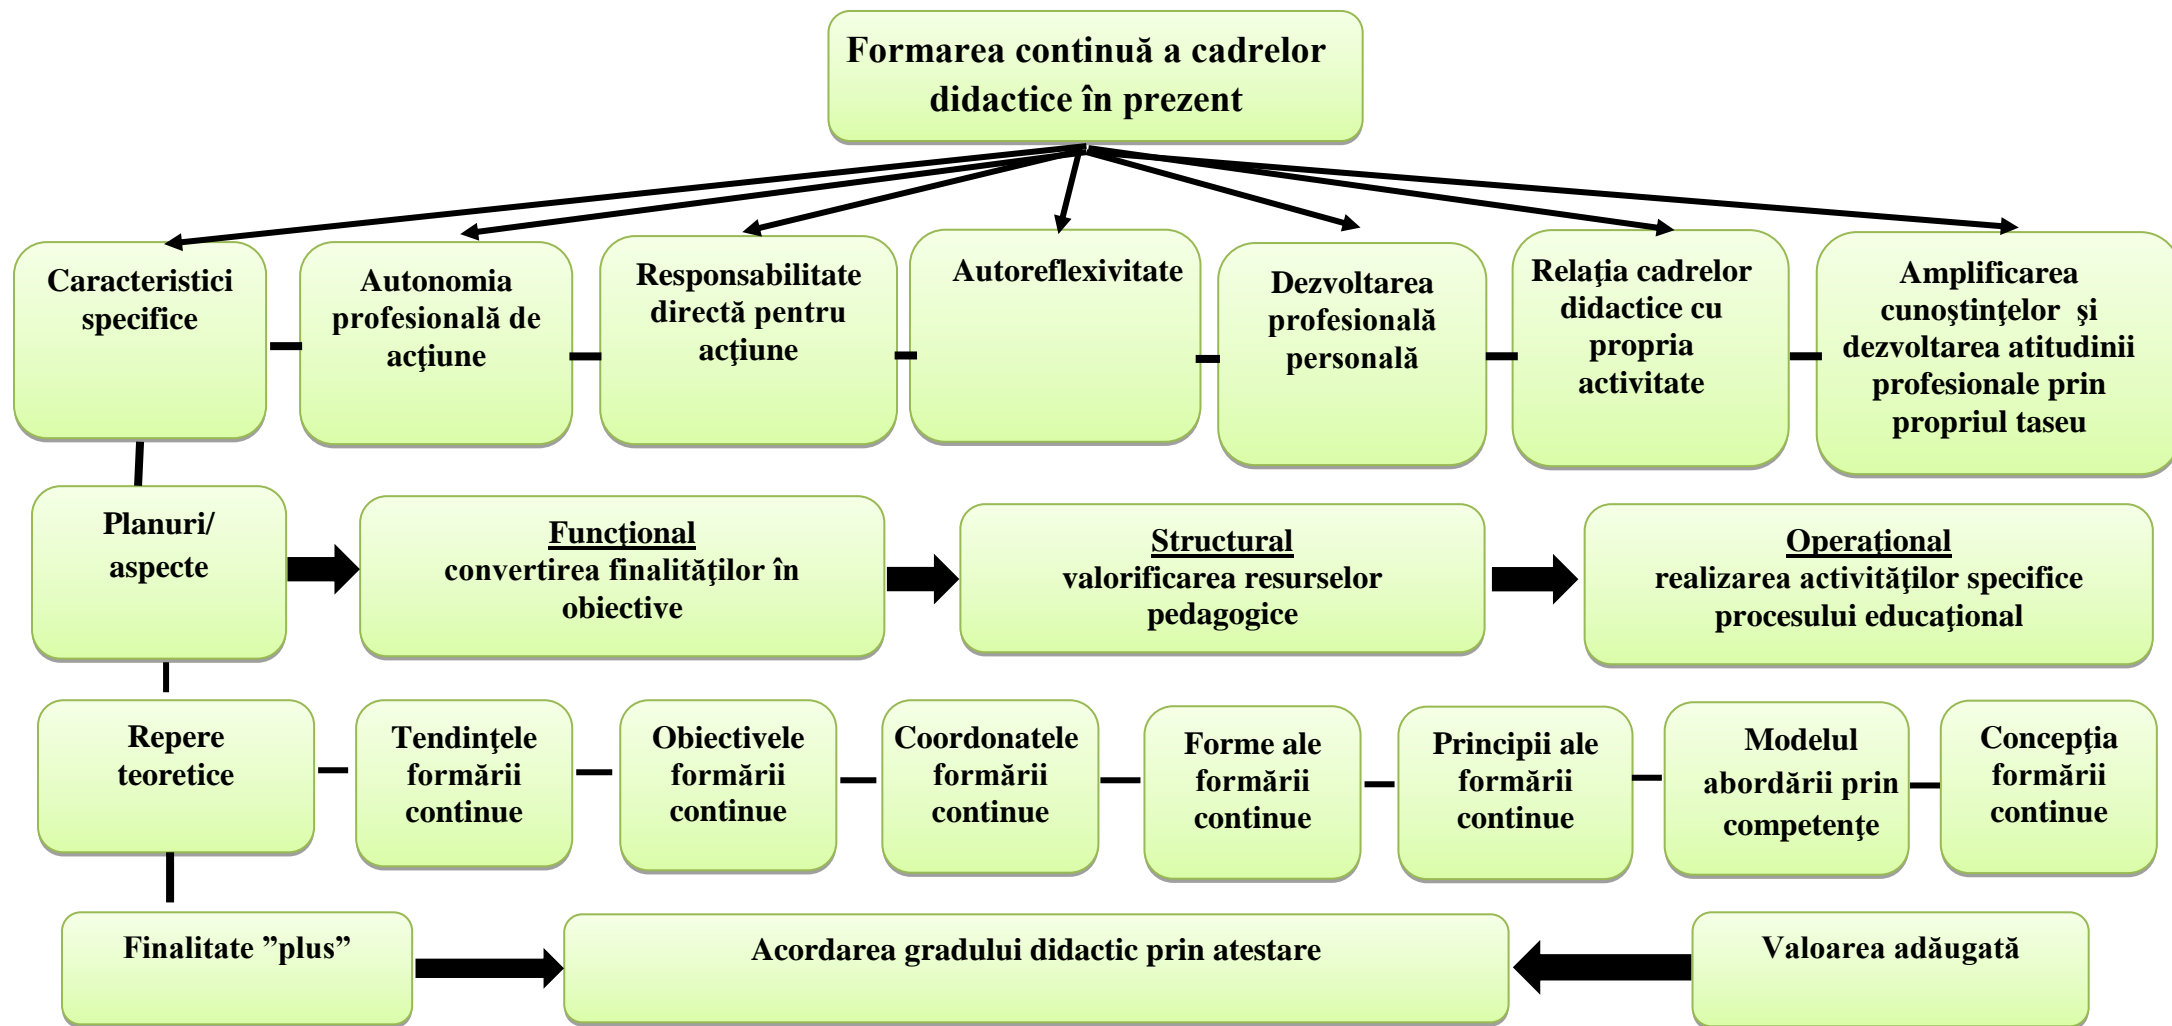 Formarea continuă a cadrelor
didactice în prezent
Caracteristici
specifice
Autonomia
profesională de
acţiune
Responsabilitate
directă pentru
acţiune
Autoreflexivitate
Dezvoltarea
profesională
personală
Relaţia cadrelor
didactice cu
propria
activitate
Amplificarea
cunoştinţelor şi
dezvoltarea atitudinii
profesionale prin
propriul taseu
Planuri/
aspecte
Funcţional
convertirea finalităţilor în
obiective
Structural
valorificarea resurselor
pedagogice
Operaţional
realizarea activităţilor specifice
procesului educaţional
Repere
teoretice
Tendinţele
formării
continue
Obiectivele
formării
continue
Coordonatele
formării
continue
Forme ale
formării
continue
Principii ale
formării
continue
Modelul
abordării prin
competenţe
Concepţia
formării
continue
Finalitate ”plus”
Acordarea gradului didactic prin atestare
Valoarea adăugată